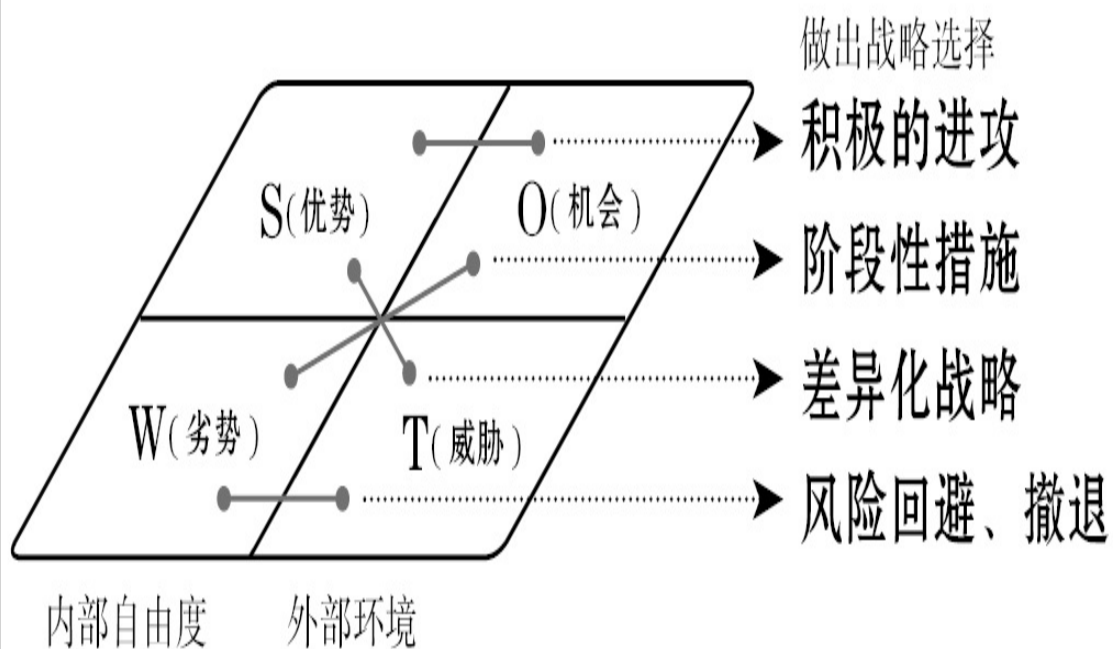 做出战略选择
积极的进攻
S(优势)
O(机会)
阶段性措施
差异化战略
W(劣势)
T(威胁)
风险回避、撤退
内部自由度
外部环境